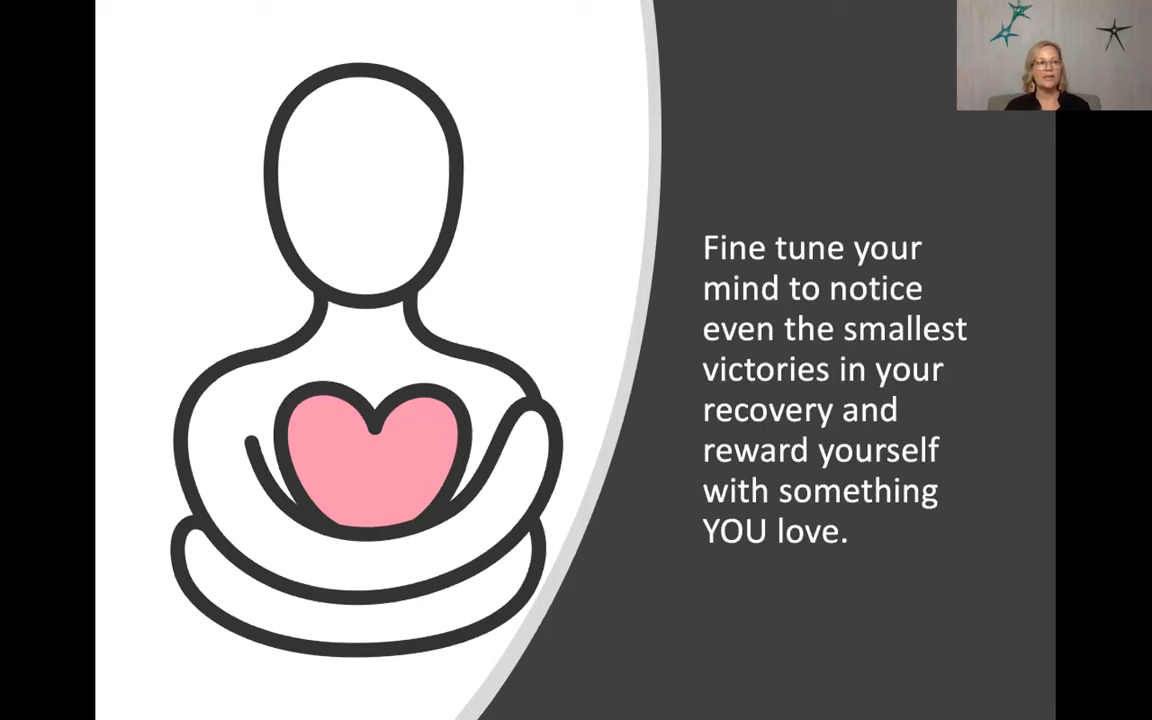 Fine tune your
mind to notice
even the smallest
victories in your
recovery and
reward yourself
with something
YOU love.